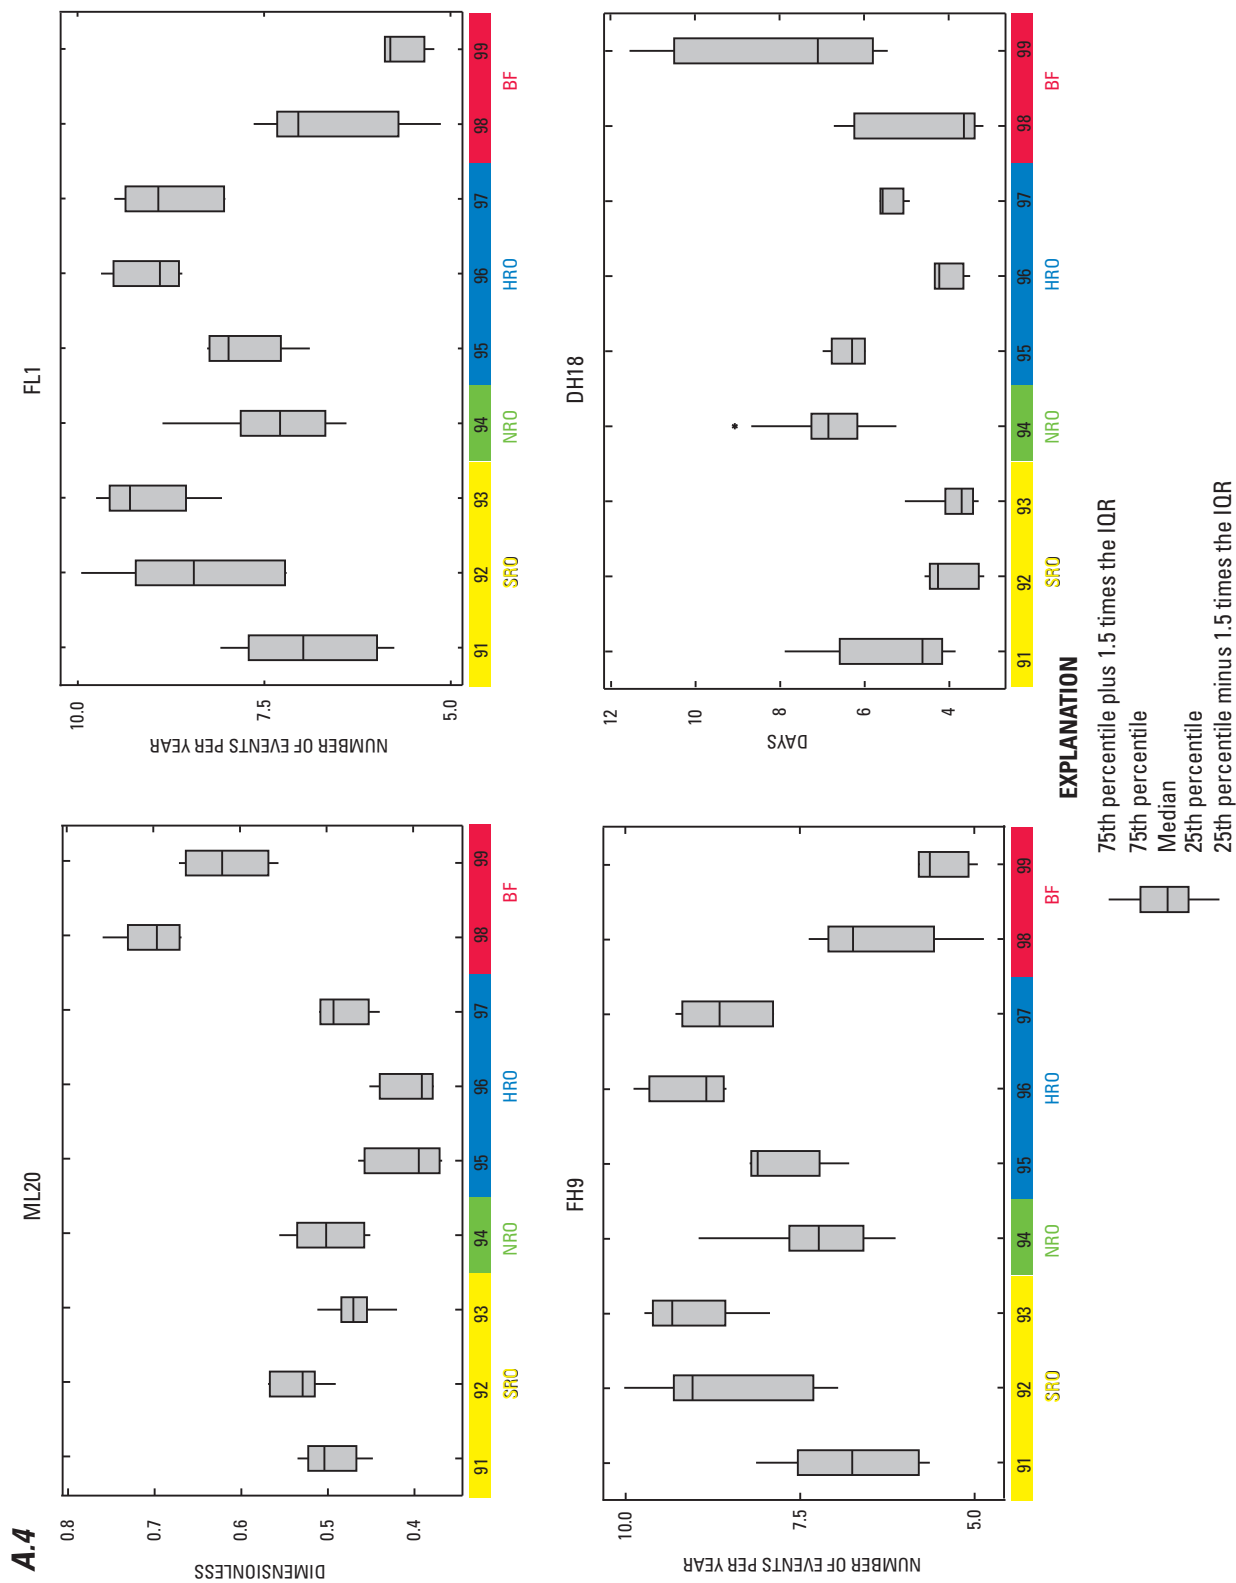 A.4
ML20
DIMENSIONLESS
0.8
0.7
0.6
0.5
0.4
91 92 93 94 95 96 97 98 99
SRO NRO HRO BF
FL1
NUMBER OF EVENTS PER YEAR
10.0
7.5
5.0
91 92 93 94 95 96 97 98 99
SRO NRO HRO BF
FH9
NUMBER OF EVENTS PER YEAR
10.0
7.5
5.0
91 92 93 94 95 96 97 98 99
SRO NRO HRO BF
DH18
DAYS
12
10
8
6
4
*
91 92 93 94 95 96 97 98 99
SRO NRO HRO BF
EXPLANATION
75th percentile plus 1.5 times the IQR
75th percentile
Median
25th percentile
25th percentile minus 1.5 times the IQR